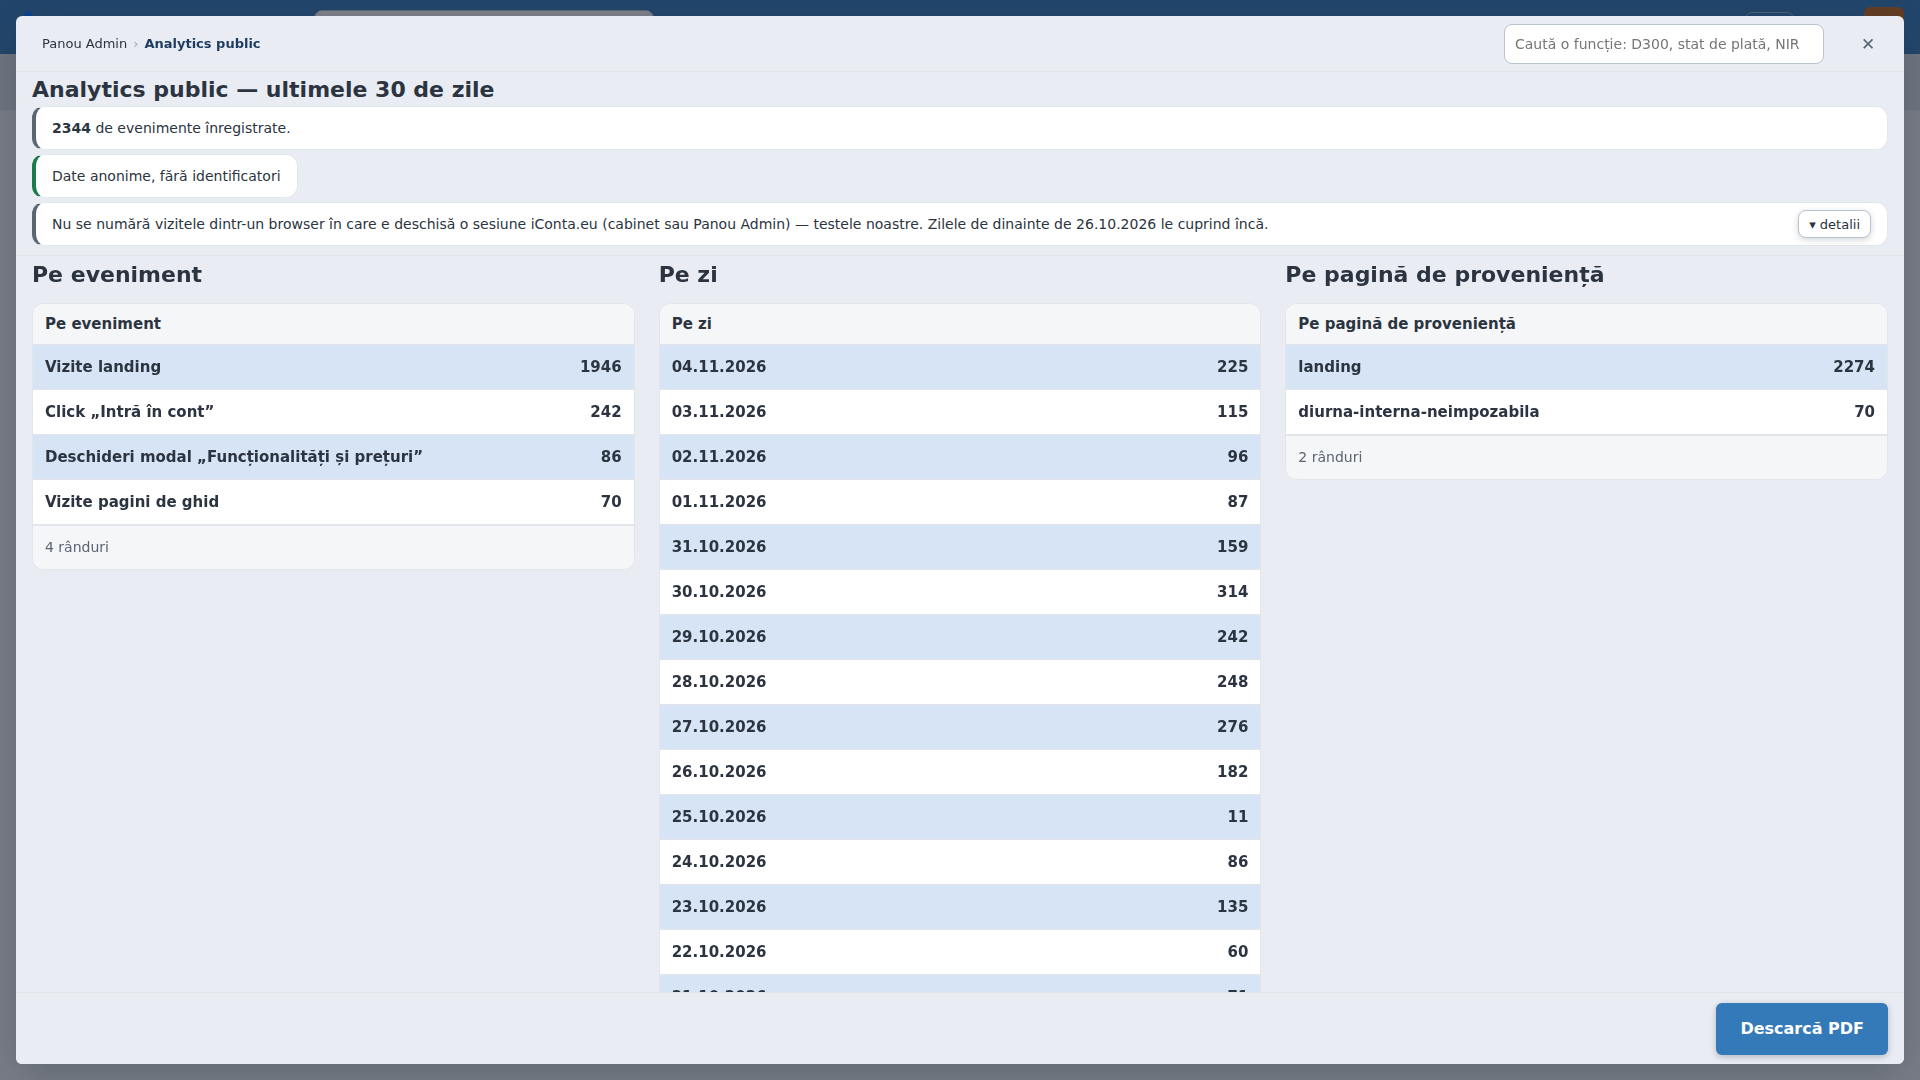 Panou Admin › Analytics public
Caută o funcție: D300, stat de plată, NIR
✕
Analytics public — ultimele 30 de zile
2344 de evenimente înregistrate.
Date anonime, fără identificatori
Nu se numără vizitele dintr-un browser în care e deschisă o sesiune iConta.eu (cabinet sau Panou Admin) — testele noastre. Zilele de dinainte de 26.10.2026 le cuprind încă.
▾ detalii
Pe eveniment
Pe eveniment
Vizite landing 1946
Click „Intră în cont” 242
Deschideri modal „Funcționalități și prețuri” 86
Vizite pagini de ghid 70
4 rânduri
Pe zi
Pe zi
04.11.2026 225
03.11.2026 115
02.11.2026 96
01.11.2026 87
31.10.2026 159
30.10.2026 314
29.10.2026 242
28.10.2026 248
27.10.2026 276
26.10.2026 182
25.10.2026 11
24.10.2026 86
23.10.2026 135
22.10.2026 60
Pe pagină de proveniență
Pe pagină de proveniență
landing 2274
diurna-interna-neimpozabila 70
2 rânduri
Descarcă PDF